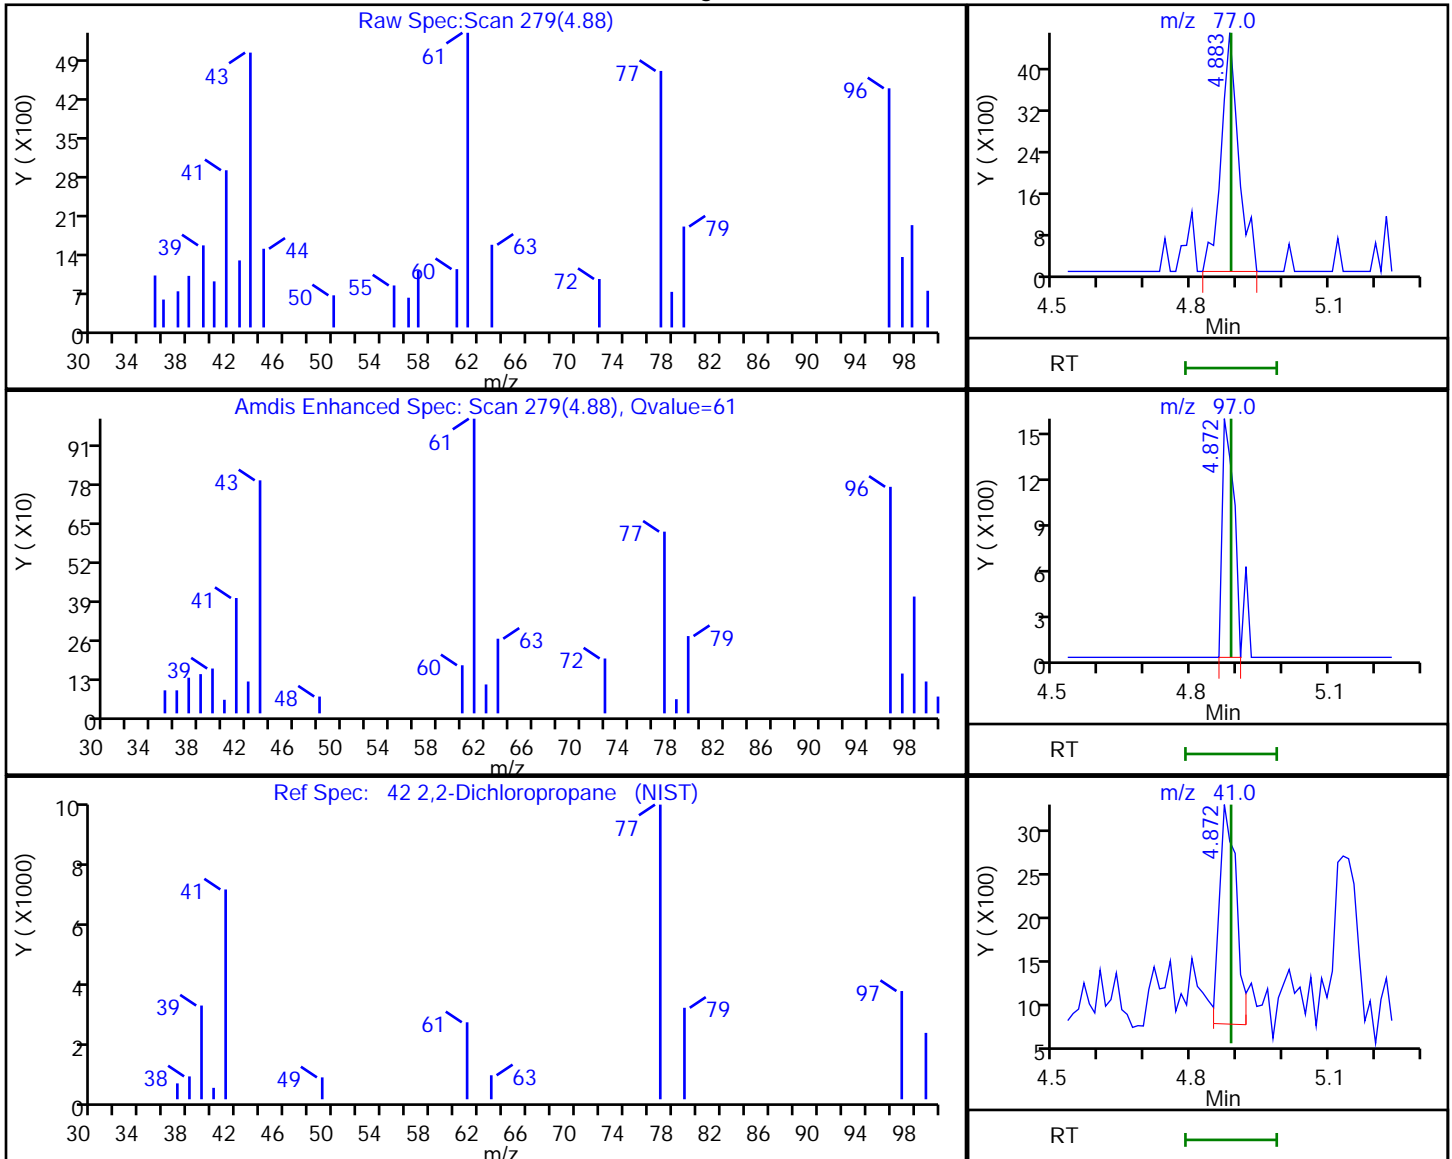 Raw Spec:Scan 279(4.88)
Y ( X100)
49
42
35
28
21
14
7
0
39
41
43
44
50
55
60
61
63
72
77
79
96
30 34 38 42 46 50 54 58 62 66 70 74 78 82 86 90 94 98
m/z
m/z 77.0
Y ( X100)
40
32
24
16
8
0
4.883
4.5 4.8 5.1
Min
RT
Amdis Enhanced Spec: Scan 279(4.88), Qvalue=61
Y ( X10)
91
78
65
52
39
26
13
0
39
41
43
48
60
61
63
72
77
79
96
30 34 38 42 46 50 54 58 62 66 70 74 78 82 86 90 94 98
m/z
m/z 97.0
Y ( X100)
15
12
9
6
3
0
4.872
4.5 4.8 5.1
Min
RT
Ref Spec: 42 2,2-Dichloropropane (NIST)
Y ( X1000)
10
8
6
4
2
0
38
39
41
49
61
63
77
79
97
30 34 38 42 46 50 54 58 62 66 70 74 78 82 86 90 94 98
m/z
m/z 41.0
Y ( X100)
30
25
20
15
10
5
4.872
4.5 4.8 5.1
Min
RT